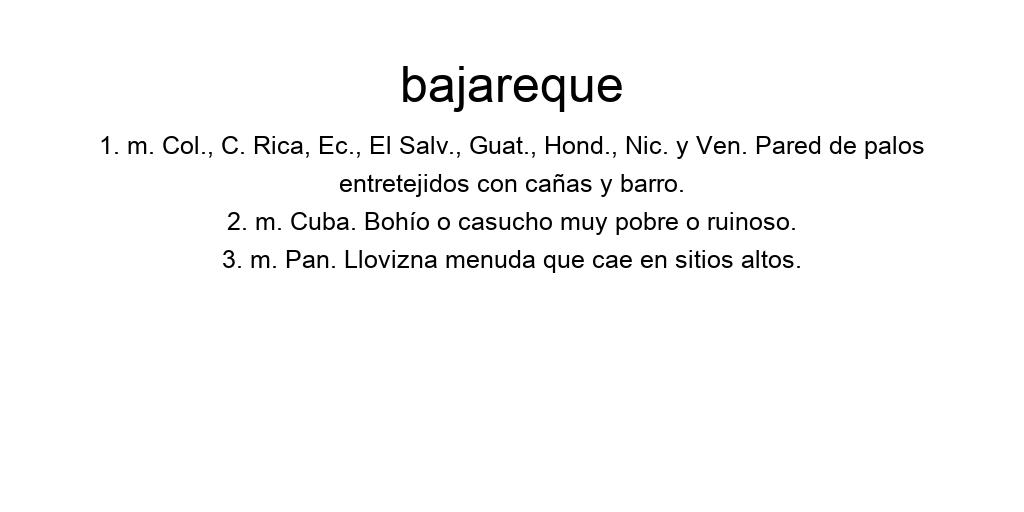 bajareque
1. m. Col., C. Rica, Ec., El Salv., Guat., Hond., Nic. y Ven. Pared de palos
entretejidos con cañas y barro.
2. m. Cuba. Bohío o casucho muy pobre o ruinoso.
3. m. Pan. Llovizna menuda que cae en sitios altos.